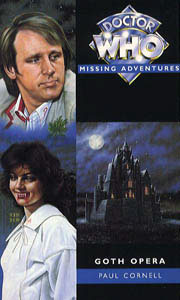 DOCTOR
WHO
MISSING ADVENTURES
GOTH OPERA
PAUL CORNELL